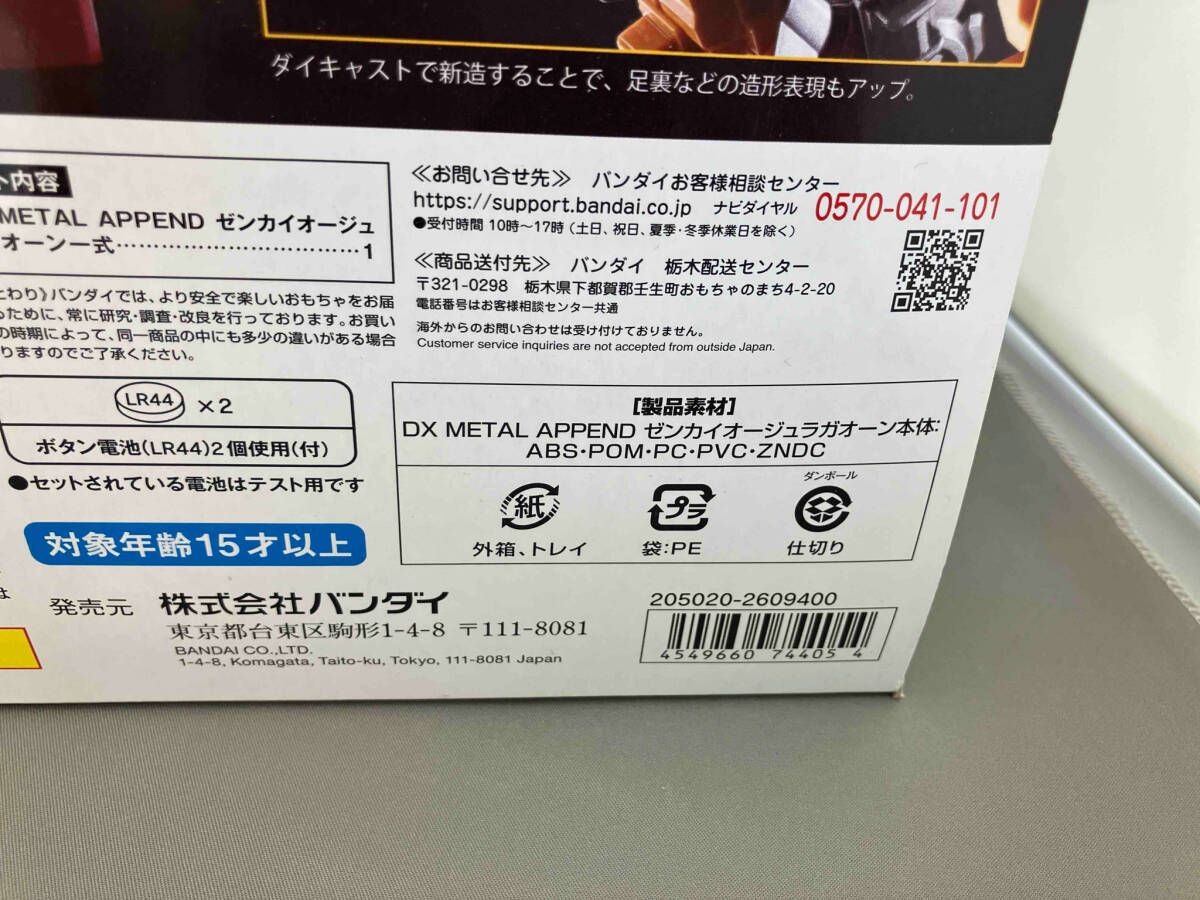 ダイキャストで新造することで、足裏などの造形表現もアップ。
ト内容
METAL APPEND ゼンカイオージュ
オーン一式……………………………1
≪お問い合せ先≫ バンダイお客様相談センター
https://support.bandai.co.jp ナビダイヤル 0570-041-101
●受付時間 10時〜17時(土日、祝日、夏季・冬季休業日を除く)
≪商品送付先≫ バンダイ 栃木配送センター
〒321-0298 栃木県下都賀郡壬生町おもちゃのまち4-2-20
電話番号はお客様相談センター共通
海外からのお問い合わせは受け付けておりません。
Customer service inquiries are not accepted from outside Japan.
とわり》バンダイでは、より安全で楽しいおもちゃをお届
るために、常に研究・調査・改良を行っております。お買い
の時期によって、同一商品の中にも多少の違いがある場合
りますのでご了承ください。
LR44 ×2
ボタン電池(LR44)2個使用(付)
●セットされている電池はテスト用です
対象年齢15才以上
[製品素材]
DX METAL APPEND ゼンカイオージュラガオーン本体:
ABS・POM・PC・PVC・ZNDC
ダンボール
紙 プラ
外箱、トレイ 袋:PE 仕切り
は
発売元 株式会社バンダイ
東京都台東区駒形1-4-8 〒111-8081
BANDAI CO.,LTD.
1-4-8, Komagata, Taito-ku, Tokyo, 111-8081 Japan
205020-2609400
4549660 744054